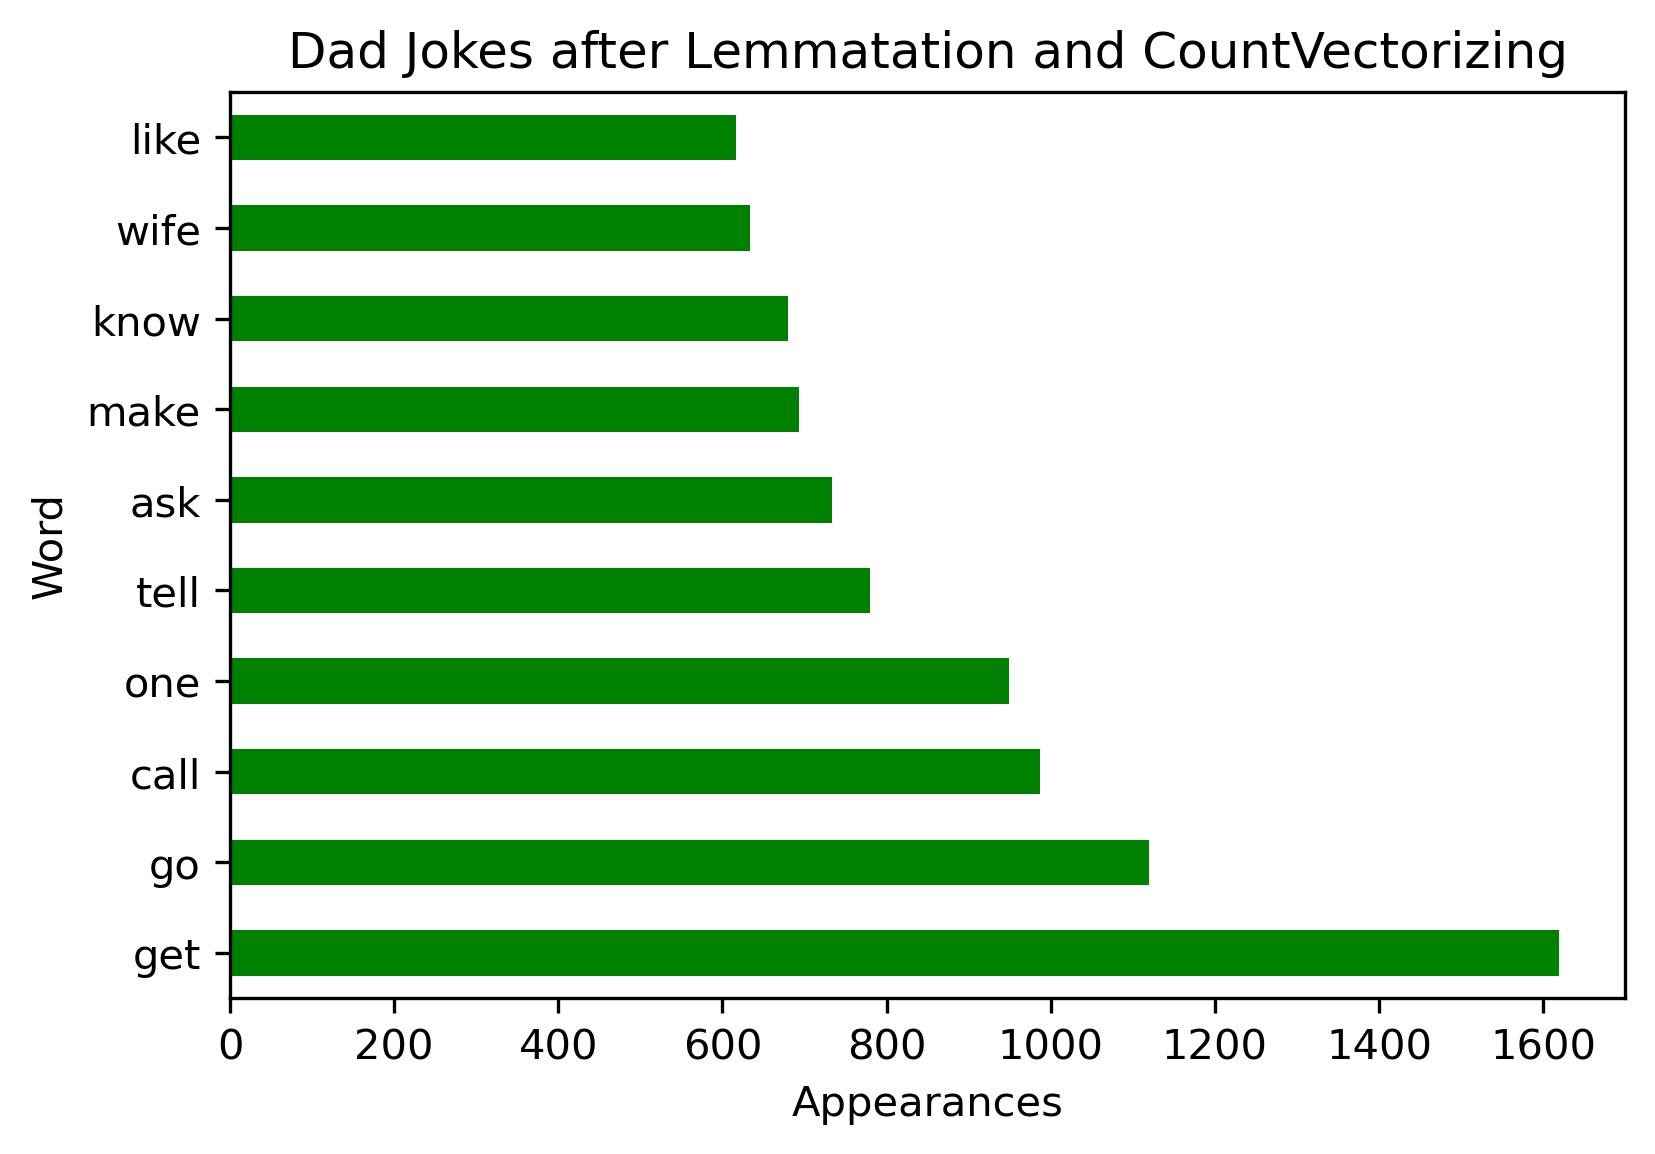 Dad Jokes after Lemmatation and CountVectorizing
like
wife
know
make
ask
tell
one
call
go
get
Word
0 200 400 600 800 1000 1200 1400 1600
Appearances